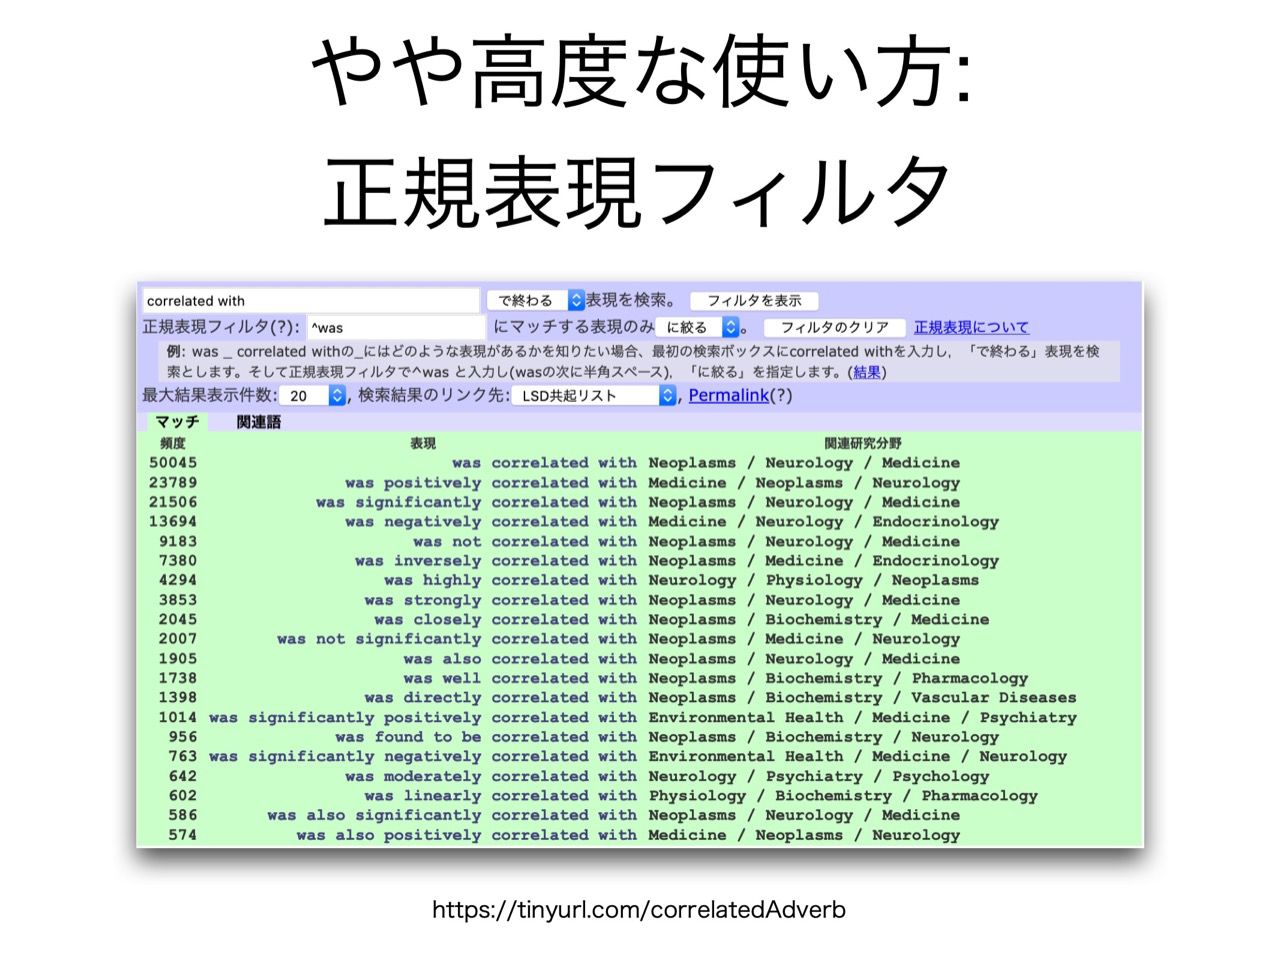 やや高度な使い方:
正規表現フィルタ
correlated with で終わる 表現を検索。 フィルタを表示
正規表現フィルタ(?): ^was にマッチする表現のみ に絞る 。 フィルタのクリア 正規表現について
例: was _ correlated withの_にはどのような表現があるかを知りたい場合、最初の検索ボックスにcorrelated withを入力し, 「で終わる」表現を検
索とします。そして正規表現フィルタで^was と入力し(wasの次に半角スペース), 「に絞る」を指定します。(結果)
最大結果表示件数: 20 , 検索結果のリンク先: LSD共起リスト , Permalink(?)
マッチ 関連語
頻度 表現 関連研究分野
50045 was correlated with Neoplasms / Neurology / Medicine
23789 was positively correlated with Medicine / Neoplasms / Neurology
21506 was significantly correlated with Neoplasms / Neurology / Medicine
13694 was negatively correlated with Medicine / Neurology / Endocrinology
9183 was not correlated with Neoplasms / Neurology / Medicine
7380 was inversely correlated with Neoplasms / Medicine / Endocrinology
4294 was highly correlated with Neurology / Physiology / Neoplasms
3853 was strongly correlated with Neoplasms / Neurology / Medicine
2045 was closely correlated with Neoplasms / Biochemistry / Medicine
2007 was not significantly correlated with Neoplasms / Medicine / Neurology
1905 was also correlated with Neoplasms / Neurology / Medicine
1738 was well correlated with Neoplasms / Biochemistry / Pharmacology
1398 was directly correlated with Neoplasms / Biochemistry / Vascular Diseases
1014 was significantly positively correlated with Environmental Health / Medicine / Psychiatry
956 was found to be correlated with Neoplasms / Biochemistry / Neurology
763 was significantly negatively correlated with Environmental Health / Medicine / Neurology
642 was moderately correlated with Neurology / Psychiatry / Psychology
602 was linearly correlated with Physiology / Biochemistry / Pharmacology
586 was also significantly correlated with Neoplasms / Neurology / Medicine
574 was also positively correlated with Medicine / Neoplasms / Neurology
https://tinyurl.com/correlatedAdverb